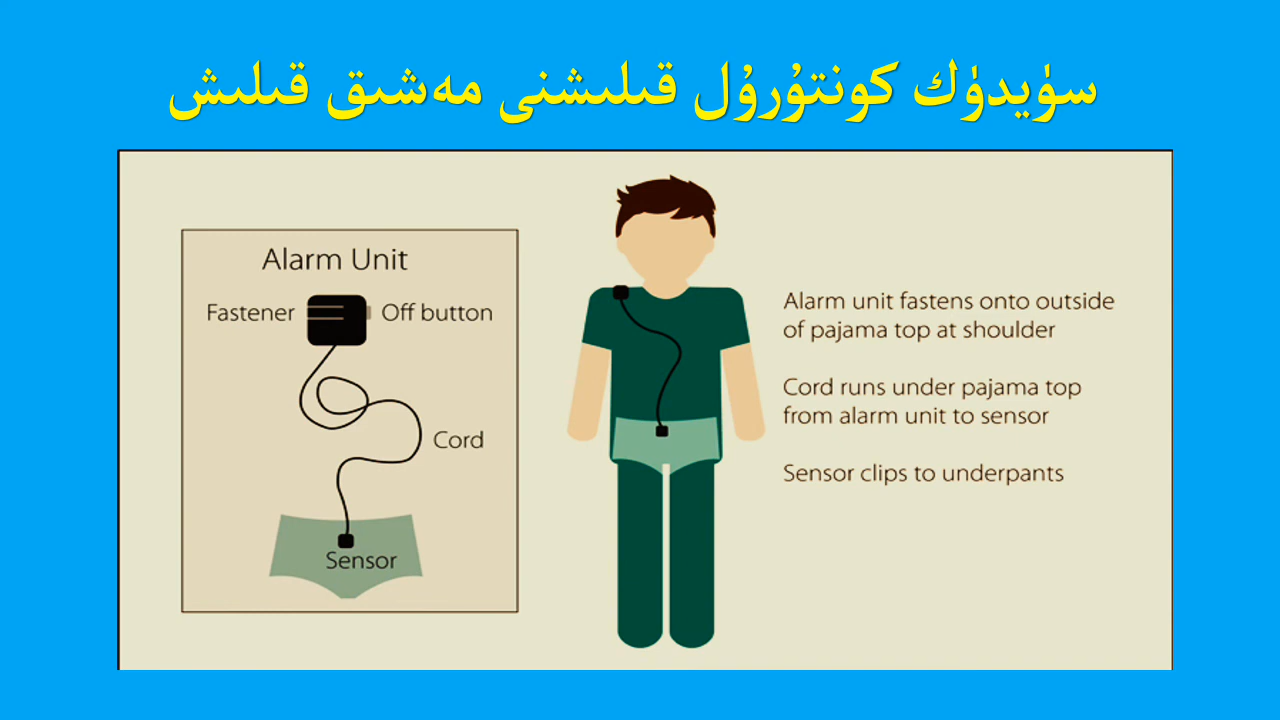 سۈيدۈك كونتۇرۇل قىلىشنى مەشىق قىلىش
Alarm Unit
Fastener
Off button
Cord
Sensor
Alarm unit fastens onto outside
of pajama top at shoulder
Cord runs under pajama top
from alarm unit to sensor
Sensor clips to underpants